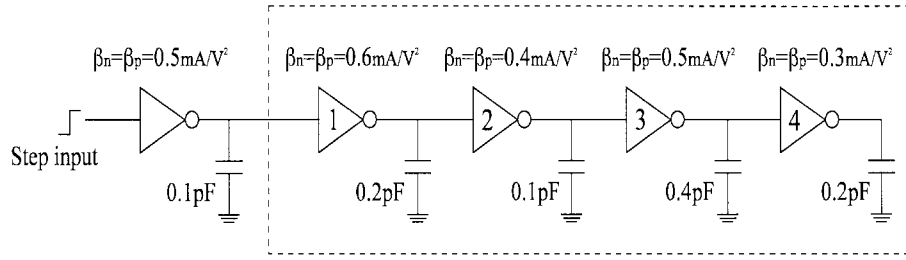 βn=βp=0.5mA/V² βn=βp=0.6mA/V² βn=βp=0.4mA/V² βn=βp=0.5mA/V² βn=βp=0.3mA/V²
1 2 3 4
Step input
0.1pF 0.2pF 0.1pF 0.4pF 0.2pF